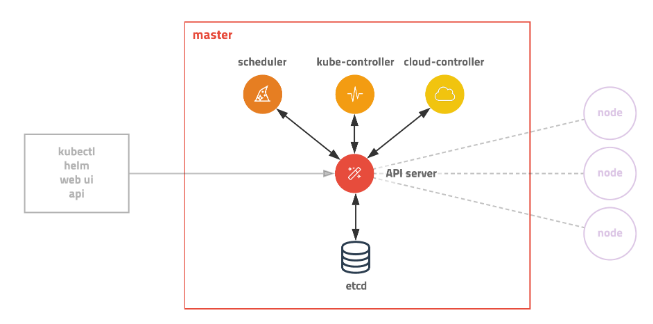 master
scheduler
kube-controller
cloud-controller
node
kubectl
helm
web ui
api
API server
node
node
etcd